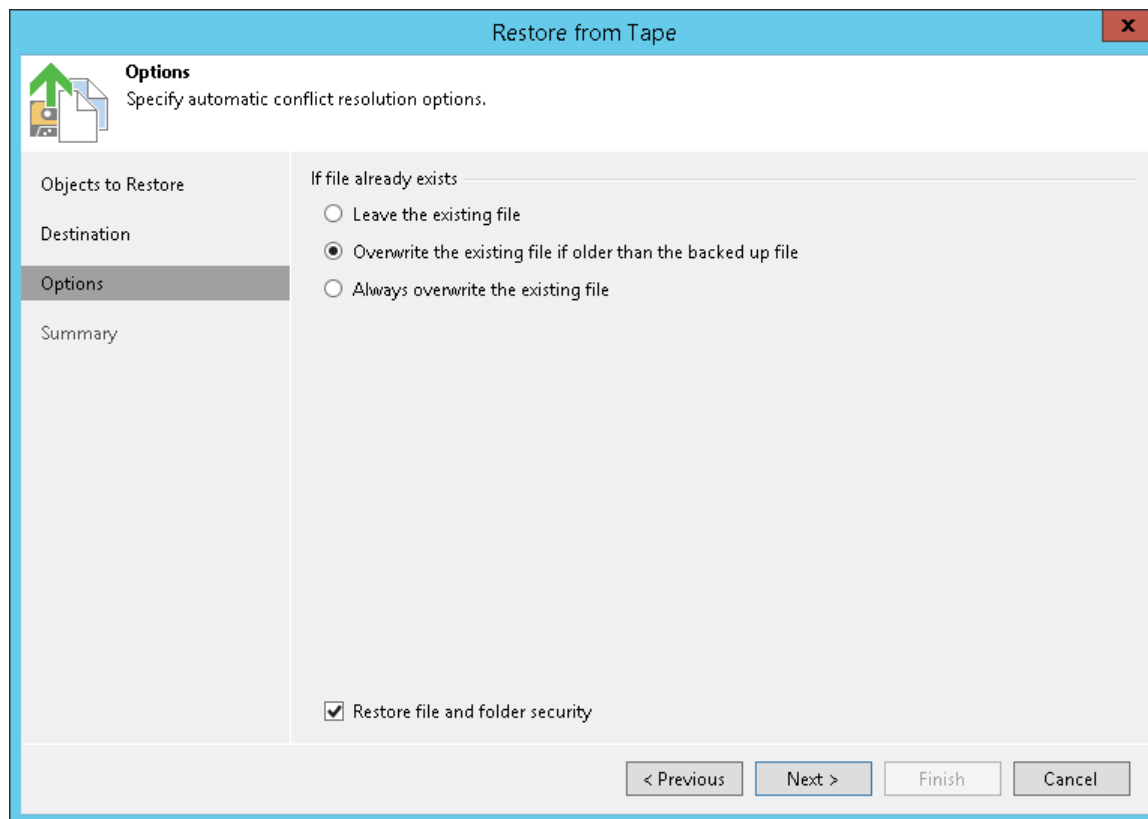 Restore from Tape
x
Options
Specify automatic conflict resolution options.
Objects to Restore
Destination
Options
Summary
If file already exists
Leave the existing file
Overwrite the existing file if older than the backed up file
Always overwrite the existing file
Restore file and folder security
< Previous
Next >
Finish
Cancel